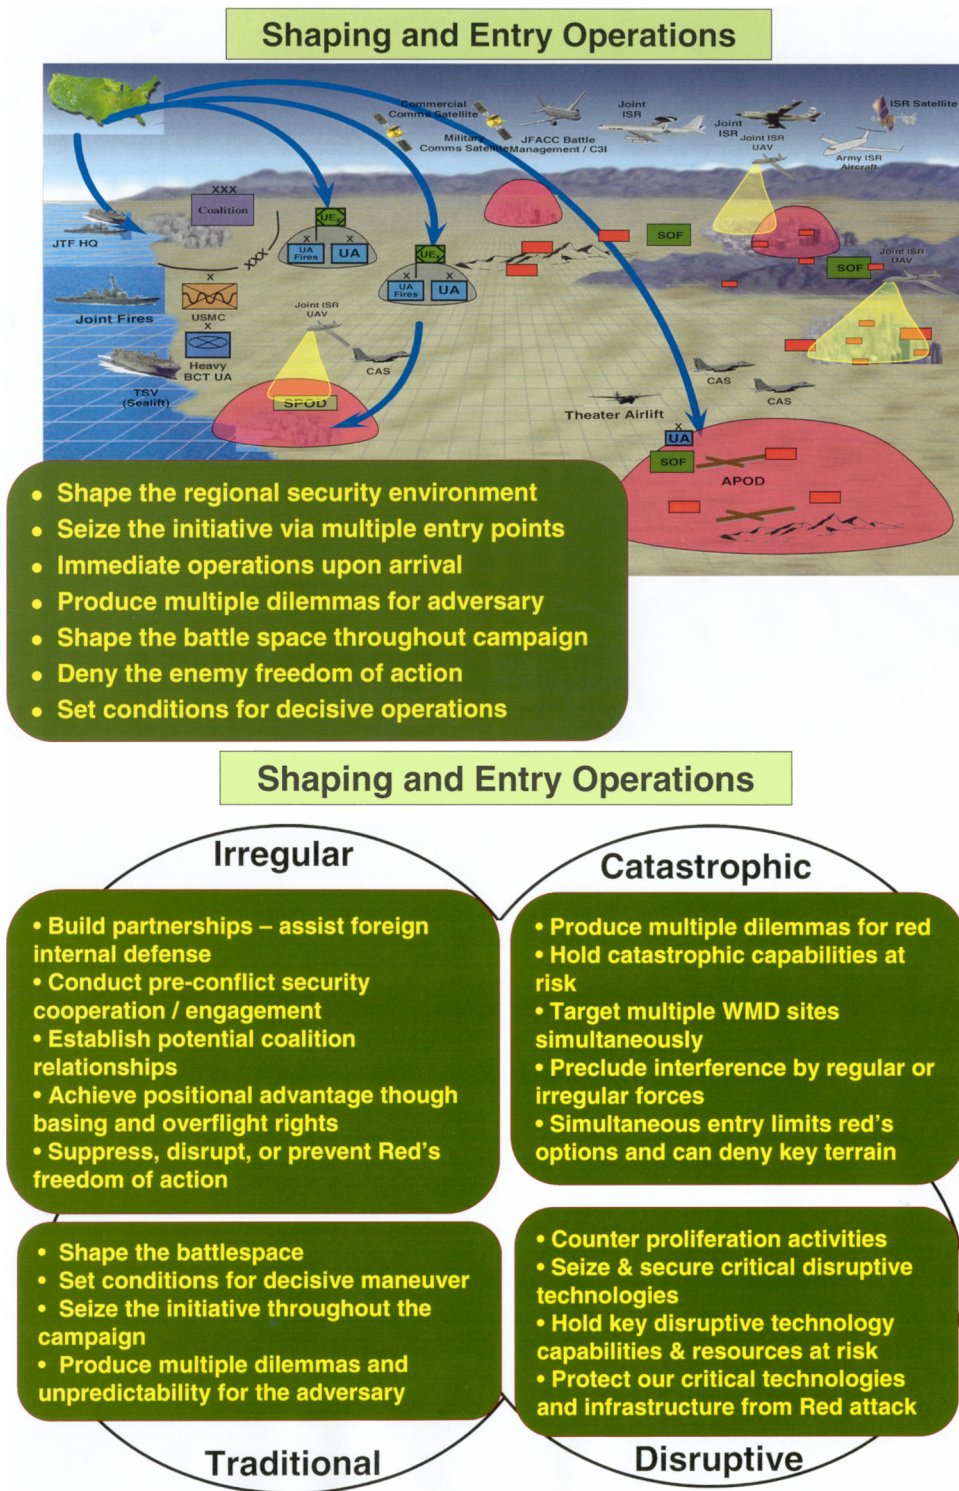 Shaping and Entry Operations
Commercial
Comms Satellite
Military
Comms Satellite
JFACC Battle
Management / C3I
Joint
ISR
Joint
ISR
Joint ISR
UAV
ISR Satellite
Army ISR
Aircraft
XXX
Coalition
JTF HQ
XXX
UEx
X
UA
Fires
X
UA
UEx
X
UA
Fires
X
UA
SOF
SOF
Joint ISR
UAV
Joint Fires
X
USMC
X
Heavy
BCT UA
TSV
(Sealift)
Joint ISR
UAV
CAS
SPOD
CAS
CAS
Theater Airlift
X
UA
SOF
APOD
• Shape the regional security environment
• Seize the initiative via multiple entry points
• Immediate operations upon arrival
• Produce multiple dilemmas for adversary
• Shape the battle space throughout campaign
• Deny the enemy freedom of action
• Set conditions for decisive operations
Shaping and Entry Operations
Irregular
• Build partnerships – assist foreign
internal defense
• Conduct pre-conflict security
cooperation / engagement
• Establish potential coalition
relationships
• Achieve positional advantage though
basing and overflight rights
• Suppress, disrupt, or prevent Red's
freedom of action
Catastrophic
• Produce multiple dilemmas for red
• Hold catastrophic capabilities at
risk
• Target multiple WMD sites
simultaneously
• Preclude interference by regular or
irregular forces
• Simultaneous entry limits red's
options and can deny key terrain
• Shape the battlespace
• Set conditions for decisive maneuver
• Seize the initiative throughout the
campaign
• Produce multiple dilemmas and
unpredictability for the adversary
Traditional
• Counter proliferation activities
• Seize & secure critical disruptive
technologies
• Hold key disruptive technology
capabilities & resources at risk
• Protect our critical technologies
and infrastructure from Red attack
Disruptive